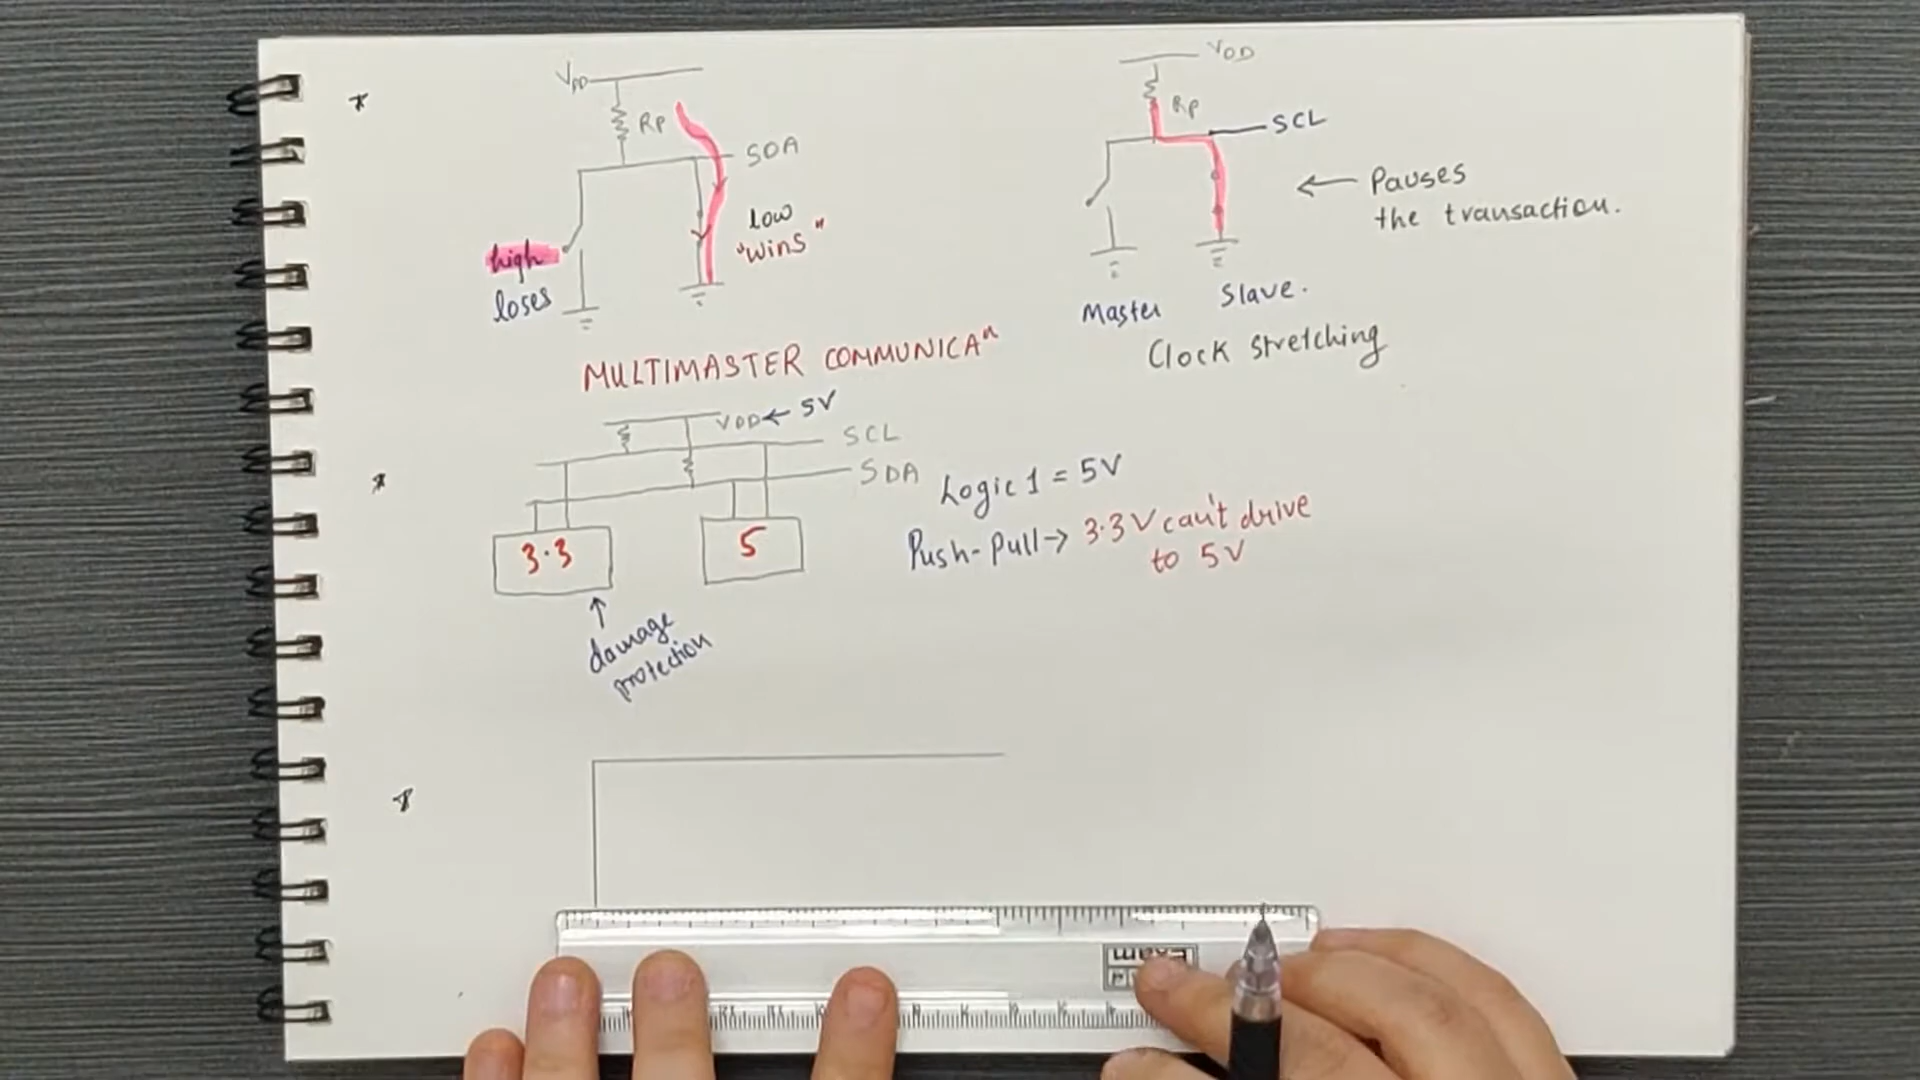 VDD
Rp
SDA
low
"wins"
high
loses
VDD
Rp
SCL
← Pauses
the transaction.
Master
Slave.
Clock stretching
MULTIMASTER COMMUNICAⁿ
VDD ← 5V
SCL
SDA
3.3
5
Logic 1 = 5V
Push-Pull → 3.3V can't drive
to 5V
↑
damage
protection
Exam